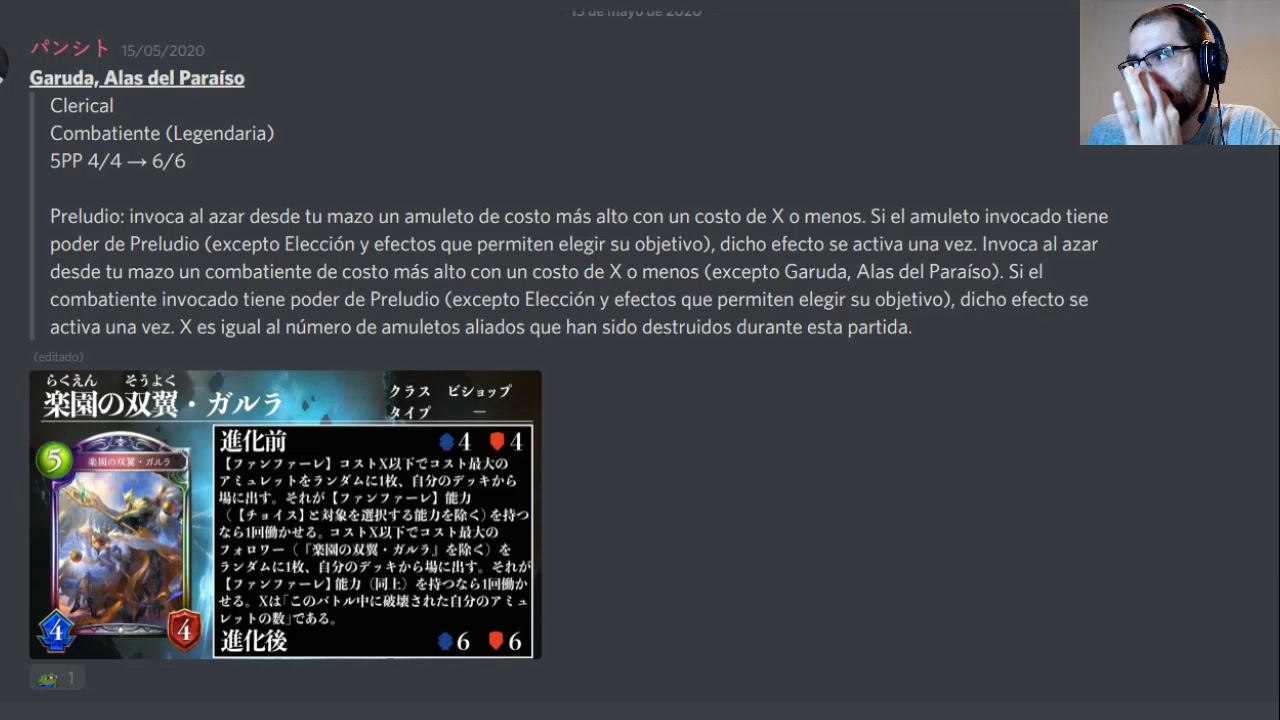 15 de mayo de 2020
パンシト 15/05/2020
Garuda, Alas del Paraíso
Clerical
Combatiente (Legendaria)
5PP 4/4 → 6/6
Preludio: invoca al azar desde tu mazo un amuleto de costo más alto con un costo de X o menos. Si el amuleto invocado tiene
poder de Preludio (excepto Elección y efectos que permiten elegir su objetivo), dicho efecto se activa una vez. Invoca al azar
desde tu mazo un combatiente de costo más alto con un costo de X o menos (excepto Garuda, Alas del Paraíso). Si el
combatiente invocado tiene poder de Preludio (excepto Elección y efectos que permiten elegir su objetivo), dicho efecto se
activa una vez. X es igual al número de amuletos aliados que han sido destruidos durante esta partida.
(editado)
らくえん そうよく
楽園の双翼・ガルラ
クラス ビショップ
タイプ ―
5
楽園の双翼・ガルラ
4
4
進化前 4 4
【ファンファーレ】コストX以下でコスト最大の
アミュレットをランダムに1枚、自分のデッキから
場に出す。それが【ファンファーレ】能力
（【チョイス】と対象を選択する能力を除く）を持つ
なら1回働かせる。コストX以下でコスト最大の
フォロワー（『楽園の双翼・ガルラ』を除く）を
ランダムに1枚、自分のデッキから場に出す。それが
【ファンファーレ】能力（同上）を持つなら1回働か
せる。Xは「このバトル中に破壊された自分のアミュ
レットの数」である。
進化後 6 6
1